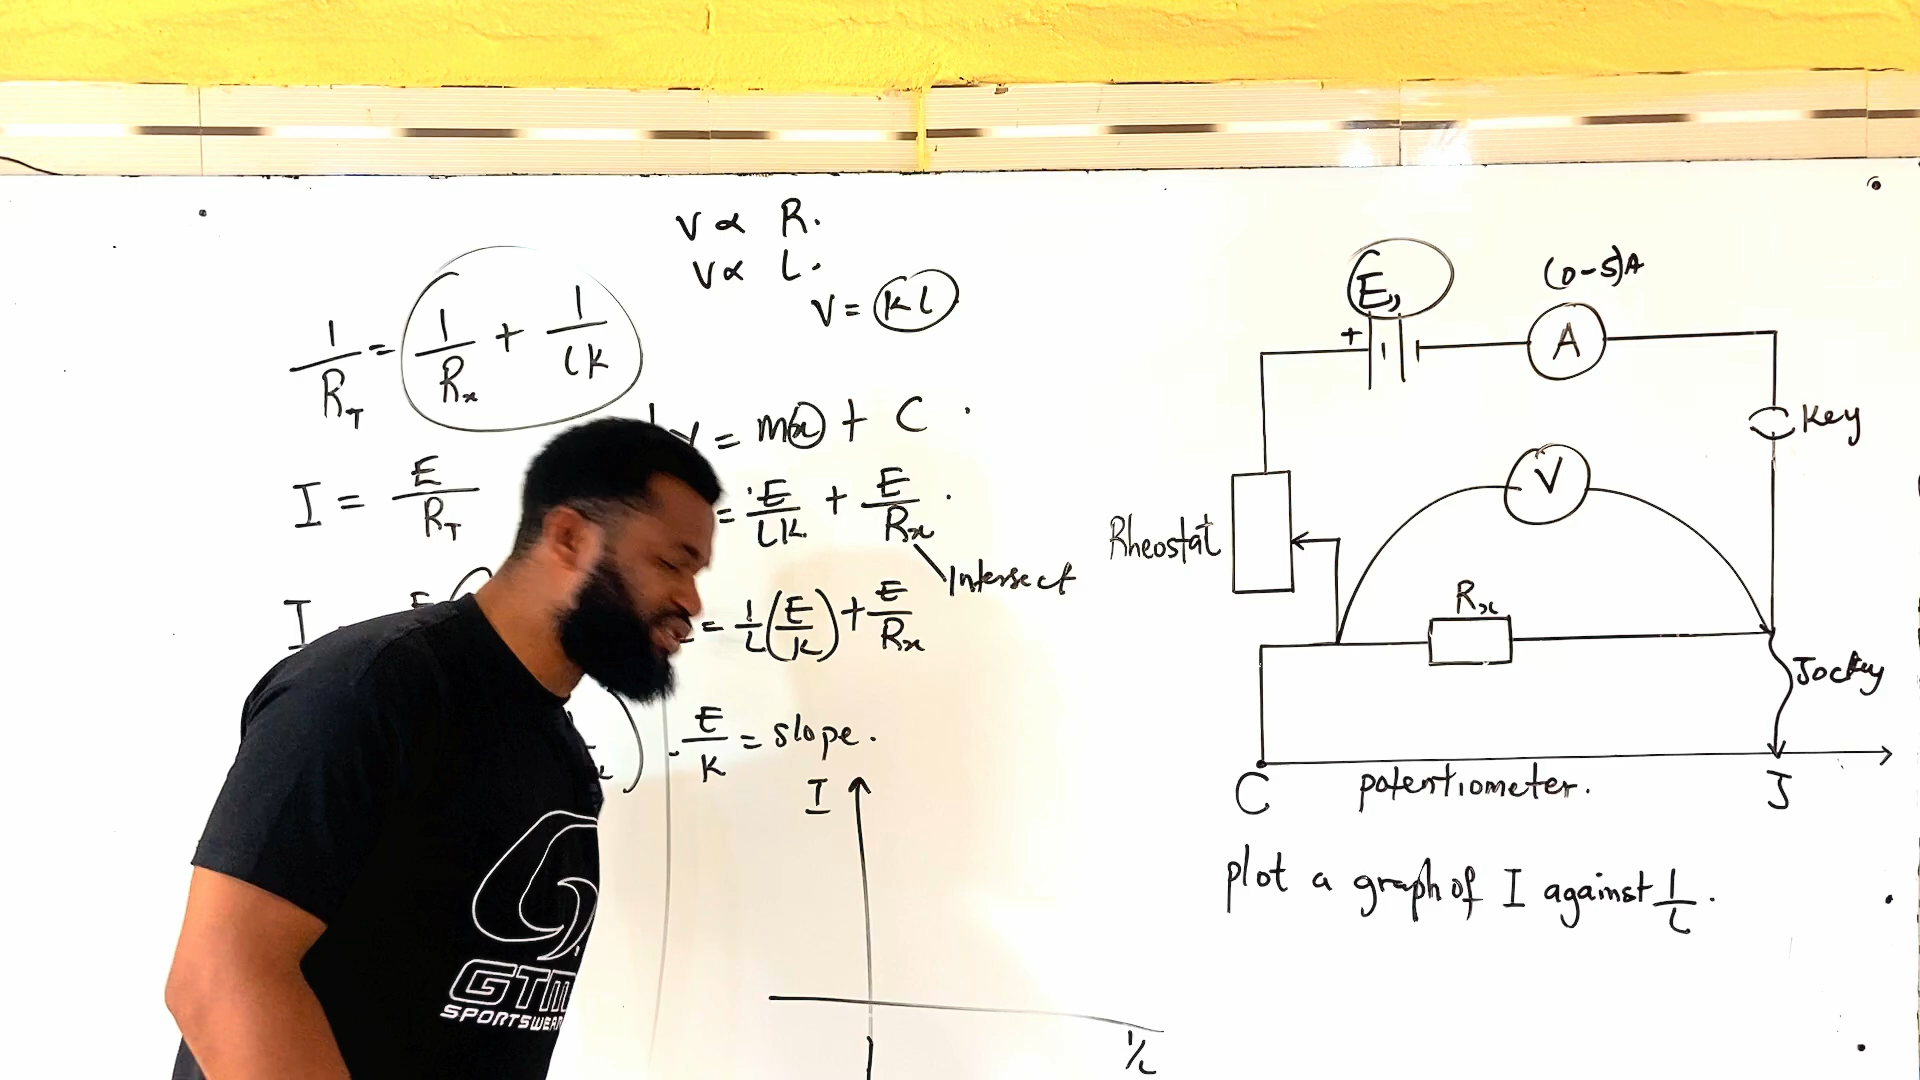 V ∝ R.
V ∝ L.
V = kl
1/R_T = 1/R_x + 1/lk
y = mx + C
I = E/R_T
= E/LK + E/R_x
Intersect
I
= 1/L (E/K) + E/R_x
E/K = slope.
I
1/L
E,
(0-5)A
+
A
Key
V
Rheostat
R_x
Jockey
C
potentiometer.
J
plot a graph of I against 1/L.
SPORTSWEAR